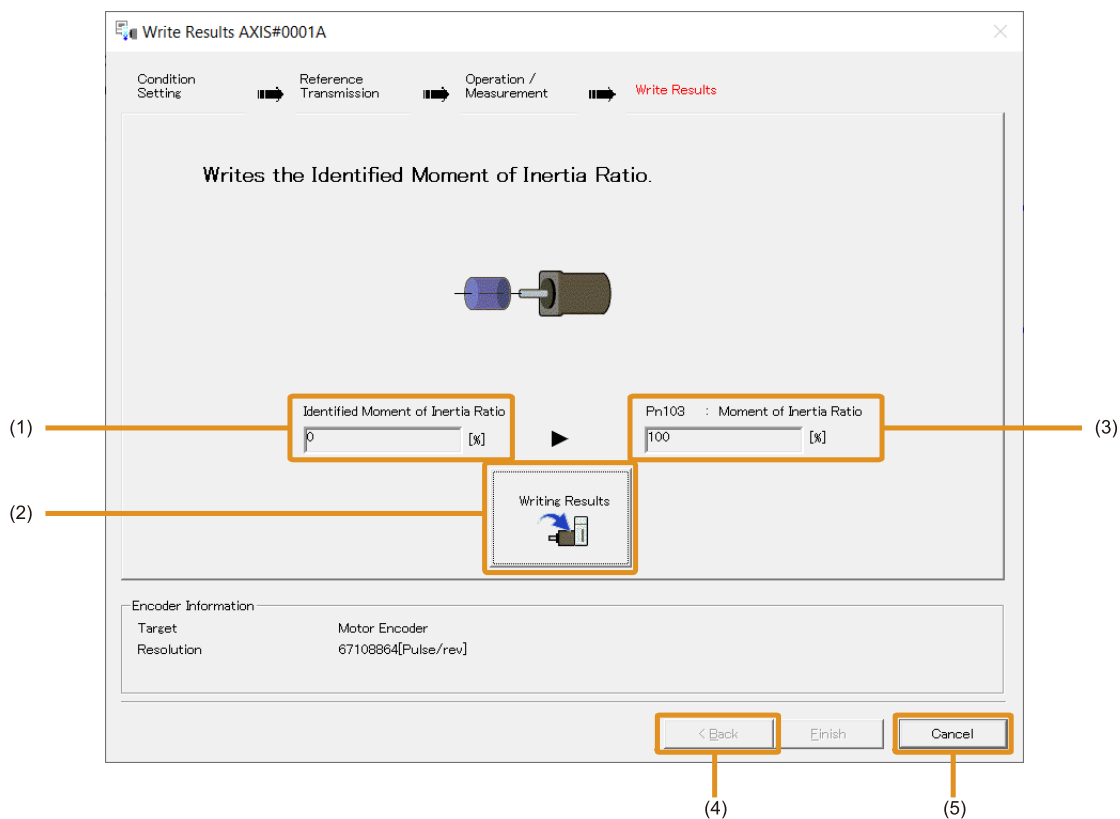 Write Results AXIS#0001A
Condition
Setting
Reference
Transmission
Operation /
Measurement
Write Results
Writes the Identified Moment of Inertia Ratio.
Identified Moment of Inertia Ratio
0
[%]
Pn103 : Moment of Inertia Ratio
100
[%]
(1)
(3)
Writing Results
(2)
Encoder Information
Target Motor Encoder
Resolution 67108864[Pulse/rev]
< Back
Finish
Cancel
(4)
(5)